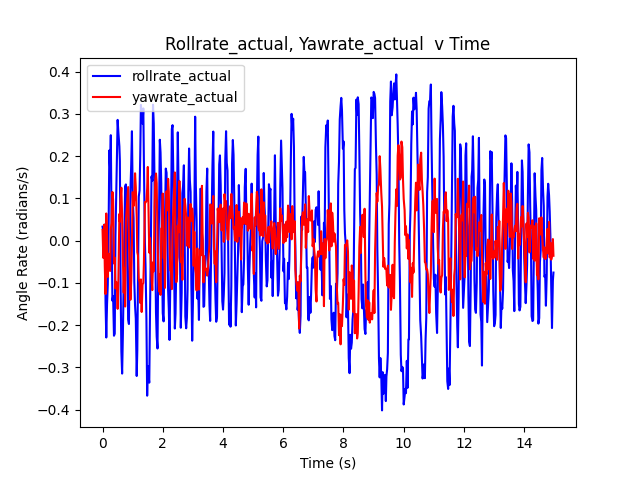 Rollrate_actual, Yawrate_actual  v Time
rollrate_actual
yawrate_actual
Angle Rate (radians/s)
0.4
0.3
0.2
0.1
0.0
−0.1
−0.2
−0.3
−0.4
0 2 4 6 8 10 12 14
Time (s)